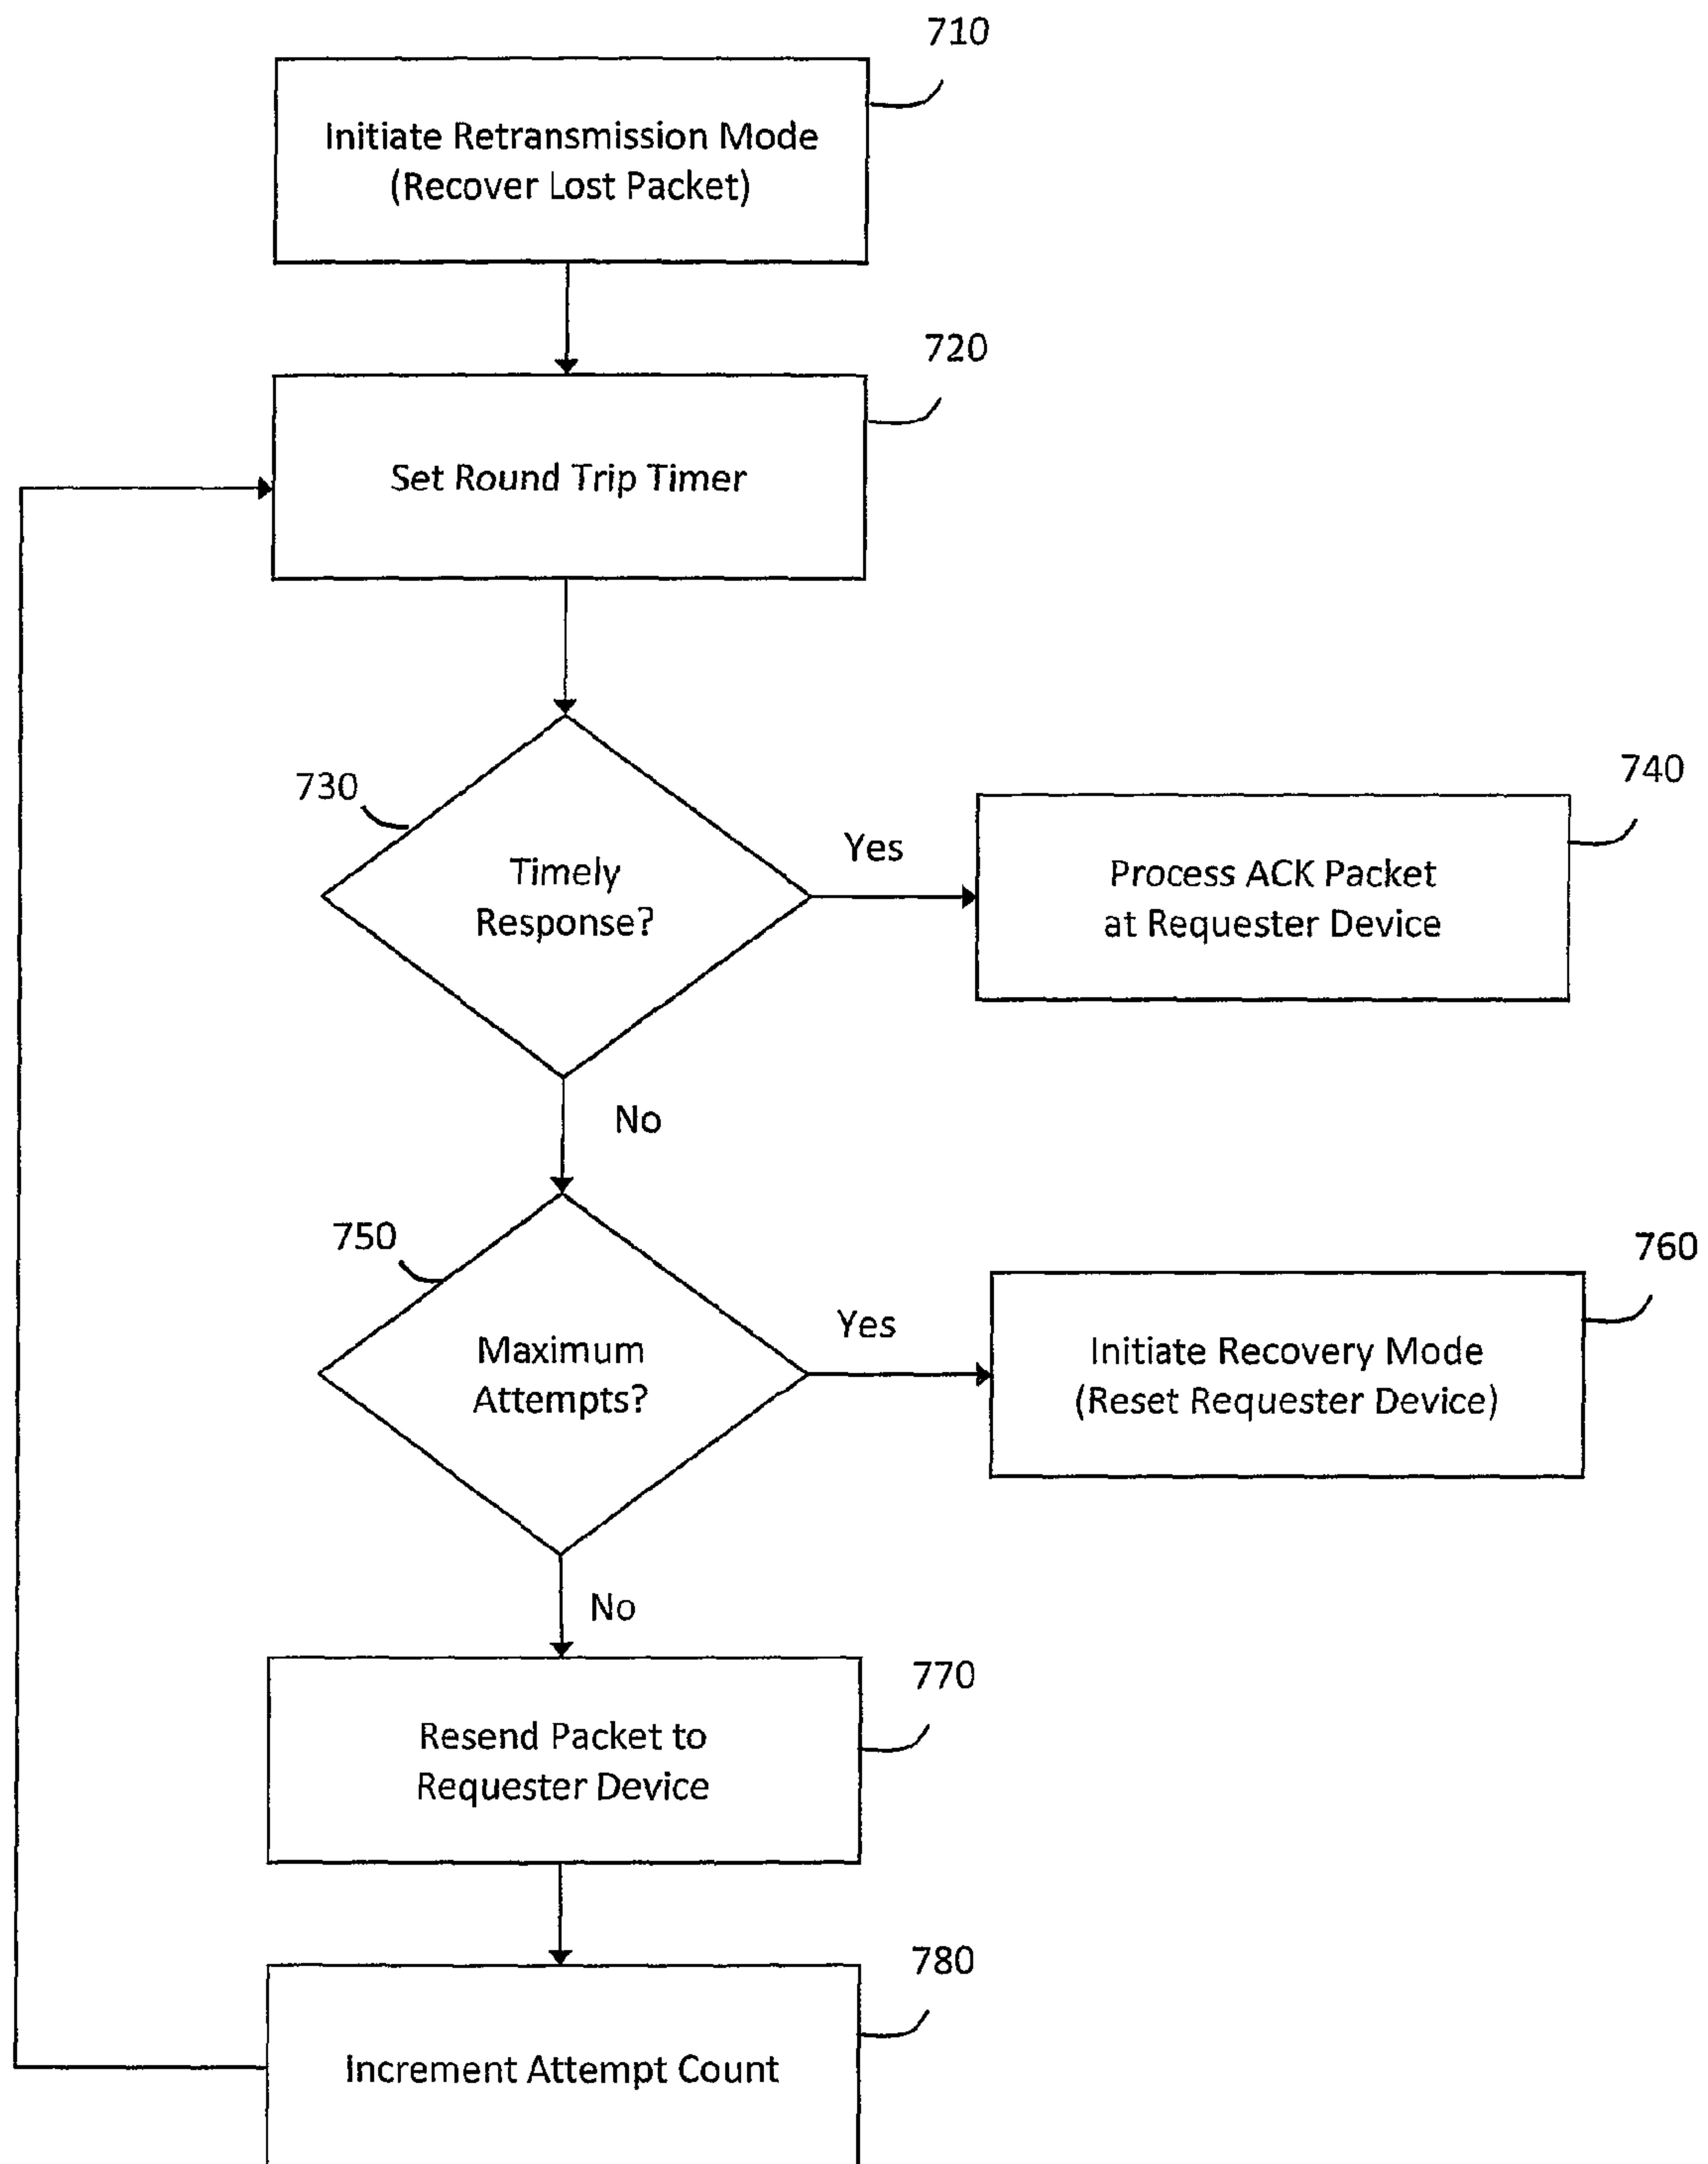 710
Initiate Retransmission Mode
(Recover Lost Packet)
720
Set Round Trip Timer
730
Timely
Response?
Yes
740
Process ACK Packet
at Requester Device
No
750
Maximum
Attempts?
Yes
760
Initiate Recovery Mode
(Reset Requester Device)
No
770
Resend Packet to
Requester Device
780
Increment Attempt Count